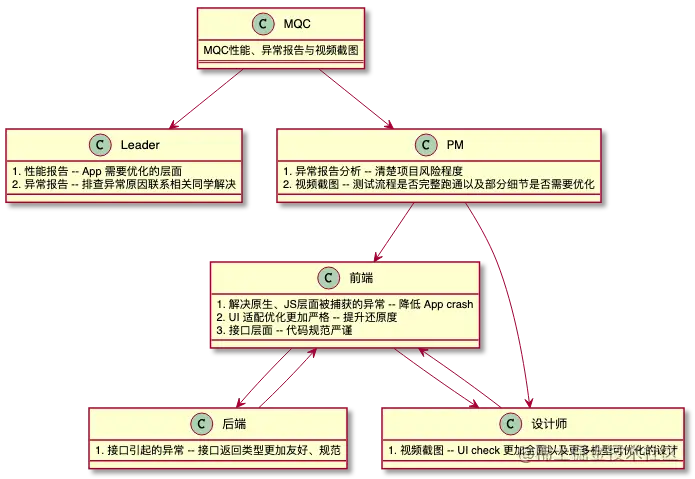 C MQC
MQC性能、异常报告与视频截图
C Leader
1. 性能报告 -- App 需要优化的层面
2. 异常报告 -- 排查异常原因联系相关同学解决
C PM
1. 异常报告分析 -- 清楚项目风险程度
2. 视频截图 -- 测试流程是否完整跑通以及部分细节是否需要优化
C 前端
1. 解决原生、JS层面被捕获的异常 -- 降低 App crash
2. UI 适配优化更加严格 -- 提升还原度
3. 接口层面 -- 代码规范严谨
C 后端
1. 接口引起的异常 -- 接口返回类型更加友好、规范
C 设计师
1. 视频截图 -- UI check 更加全面以及更多机型可优化的设计
@稀土掘金技术社区